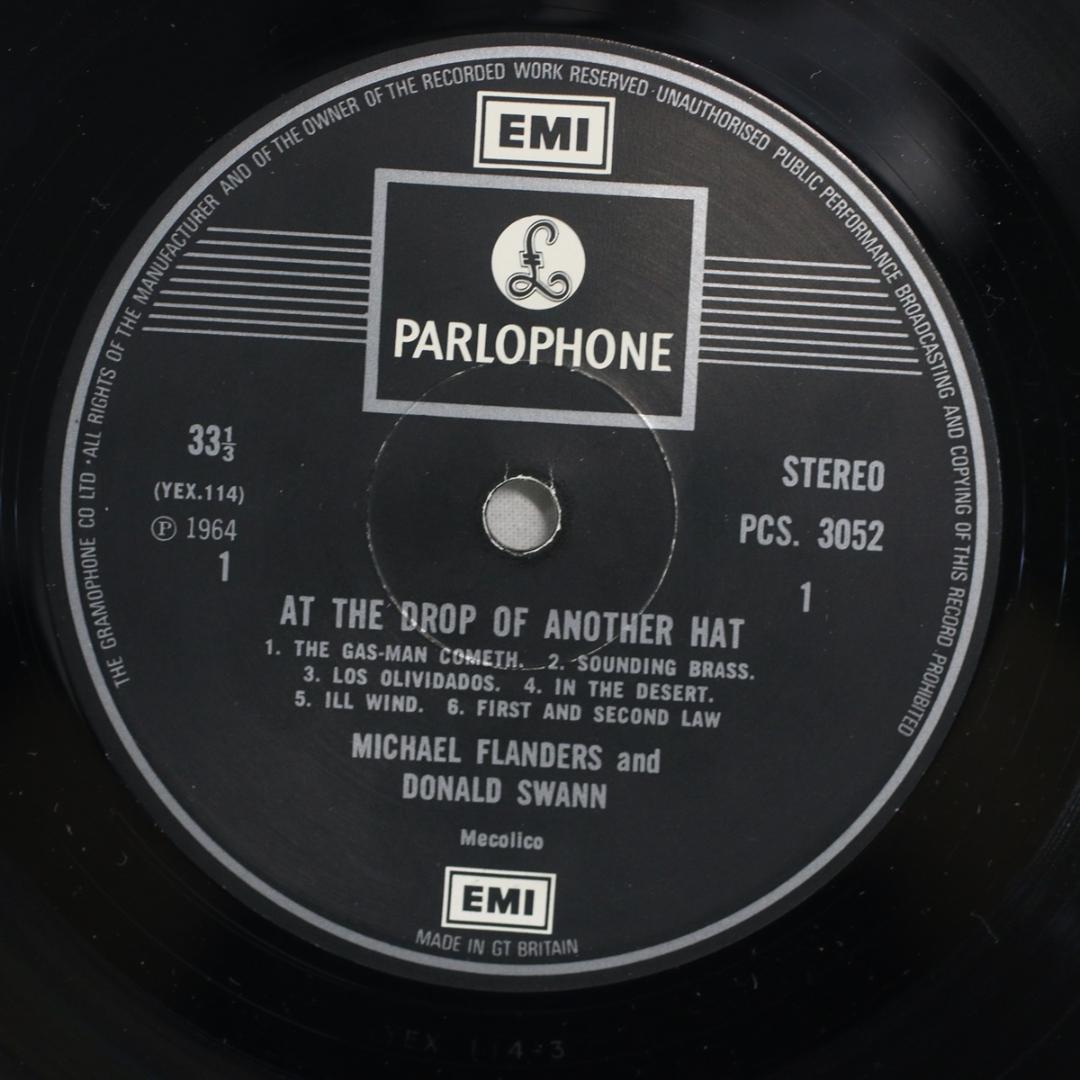 THE GRAMOPHONE CO LTD · ALL RIGHTS OF THE MANUFACTURER AND OF THE OWNER OF THE RECORDED WORK RESERVED · UNAUTHORISED PUBLIC PERFORMANCE BROADCASTING AND COPYING OF THIS RECORD PROHIBITED
EMI
£
PARLOPHONE
33⅓
(YEX.114)
℗ 1964
1
STEREO
PCS. 3052
1
AT THE DROP OF ANOTHER HAT
1. THE GAS-MAN COMETH. 2. SOUNDING BRASS.
3. LOS OLIVIDADOS. 4. IN THE DESERT.
5. ILL WIND. 6. FIRST AND SECOND LAW
MICHAEL FLANDERS and
DONALD SWANN
Mecolico
EMI
MADE IN GT BRITAIN
YEX 114-3